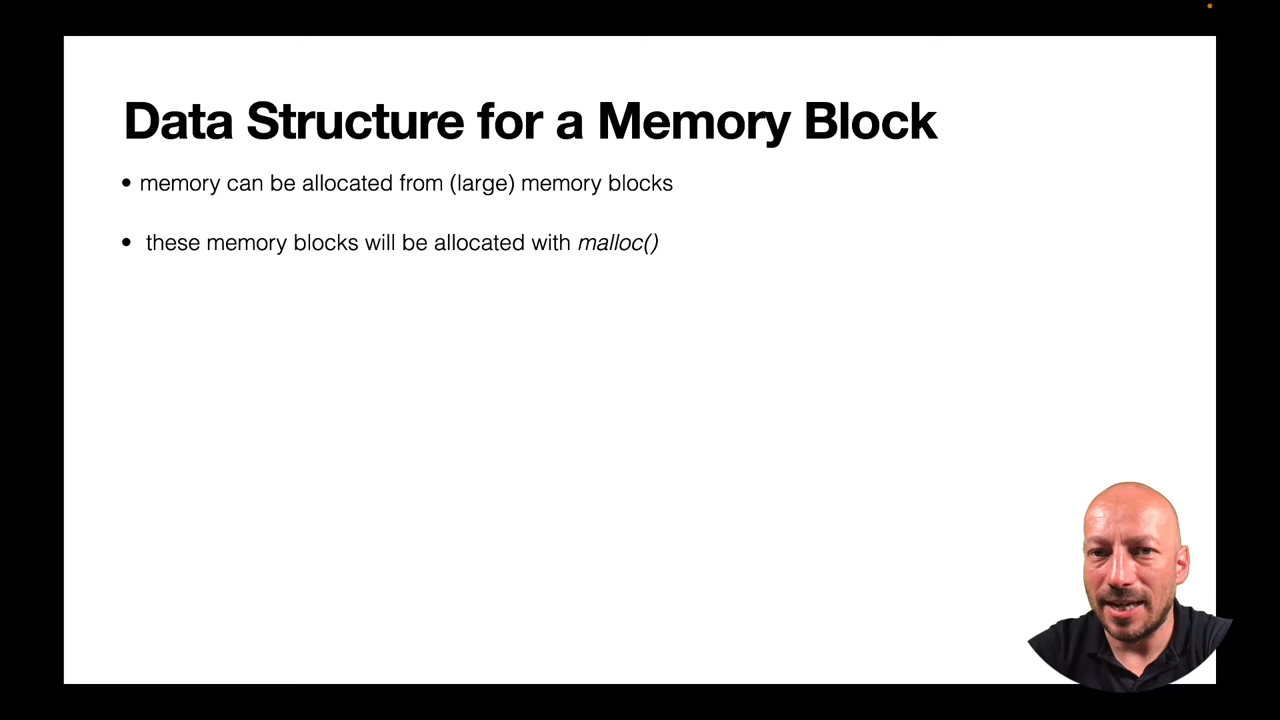 Data Structure for a Memory Block
• memory can be allocated from (large) memory blocks
• these memory blocks will be allocated with malloc()